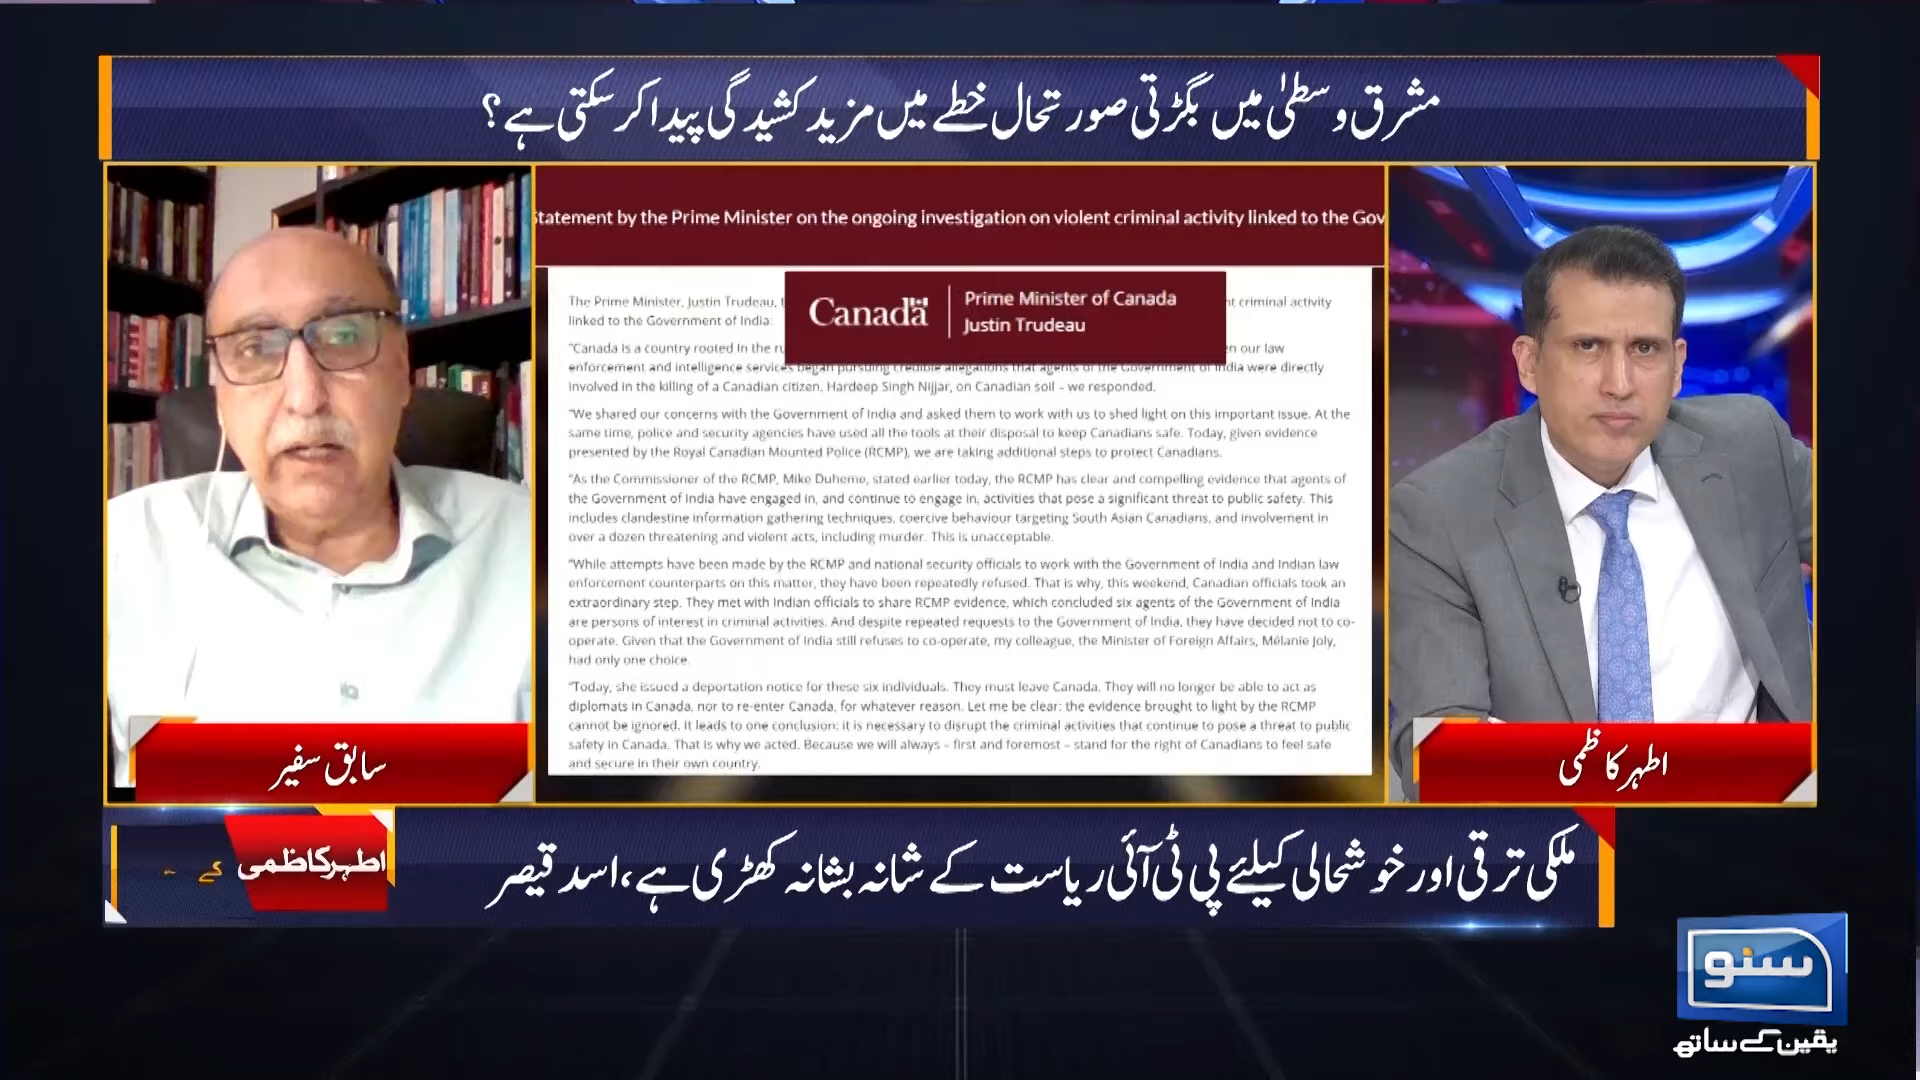 مشرق وسطیٰ میں بگڑتی صورتحال خطے میں مزید کشیدگی پیدا کر سکتی ہے؟
Statement by the Prime Minister on the ongoing investigation on violent criminal activity linked to the Gov
Canada
Prime Minister of Canada
Justin Trudeau
The Prime Minister, Justin Trudeau, t nt criminal activity
linked to the Government of India:
"Canada is a country rooted in the ru en our law
enforcement and intelligence services began pursuing credible allegations that agents of the Government of India were directly
involved in the killing of a Canadian citizen, Hardeep Singh Nijjar, on Canadian soil – we responded.
"We shared our concerns with the Government of India and asked them to work with us to shed light on this important issue. At the
same time, police and security agencies have used all the tools at their disposal to keep Canadians safe. Today, given evidence
presented by the Royal Canadian Mounted Police (RCMP), we are taking additional steps to protect Canadians.
"As the Commissioner of the RCMP, Mike Duheme, stated earlier today, the RCMP has clear and compelling evidence that agents of
the Government of India have engaged in, and continue to engage in, activities that pose a significant threat to public safety. This
includes clandestine information gathering techniques, coercive behaviour targeting South Asian Canadians, and involvement in
over a dozen threatening and violent acts, including murder. This is unacceptable.
"While attempts have been made by the RCMP and national security officials to work with the Government of India and Indian law
enforcement counterparts on this matter, they have been repeatedly refused. That is why, this weekend, Canadian officials took an
extraordinary step. They met with Indian officials to share RCMP evidence, which concluded six agents of the Government of India
are persons of interest in criminal activities. And despite repeated requests to the Government of India, they have decided not to co-
operate. Given that the Government of India still refuses to co-operate, my colleague, the Minister of Foreign Affairs, Mélanie Joly,
had only one choice.
"Today, she issued a deportation notice for these six individuals. They must leave Canada. They will no longer be able to act as
diplomats in Canada, nor to re-enter Canada, for whatever reason. Let me be clear: the evidence brought to light by the RCMP
cannot be ignored. It leads to one conclusion: it is necessary to disrupt the criminal activities that continue to pose a threat to public
safety in Canada. That is why we acted. Because we will always – first and foremost – stand for the right of Canadians to feel safe
and secure in their own country.
سابق سفیر
اطہر کاظمی
ملکی ترقی اور خوشحالی کیلئے پی ٹی آئی ریاست کے شانہ بشانہ کھڑی ہے، اسد قیصر
اطہر کاظمی کے
سنو
یقین کے ساتھ